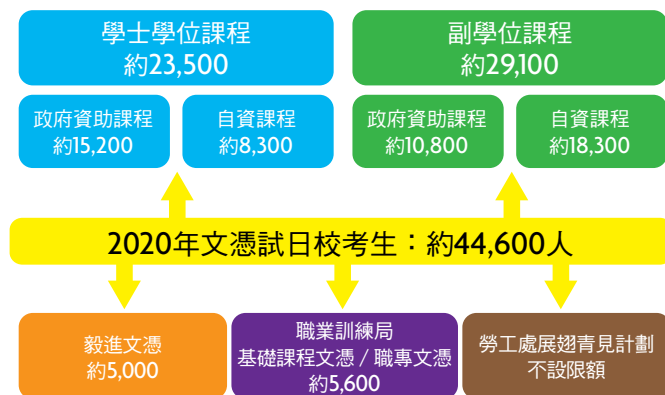 學士學位課程
約23,500
副學位課程
約29,100
政府資助課程
約15,200
自資課程
約8,300
政府資助課程
約10,800
自資課程
約18,300
2020年文憑試日校考生：約44,600人
毅進文憑
約5,000
職業訓練局
基礎課程文憑 / 職專文憑
約5,600
勞工處展翅青見計劃
不設限額